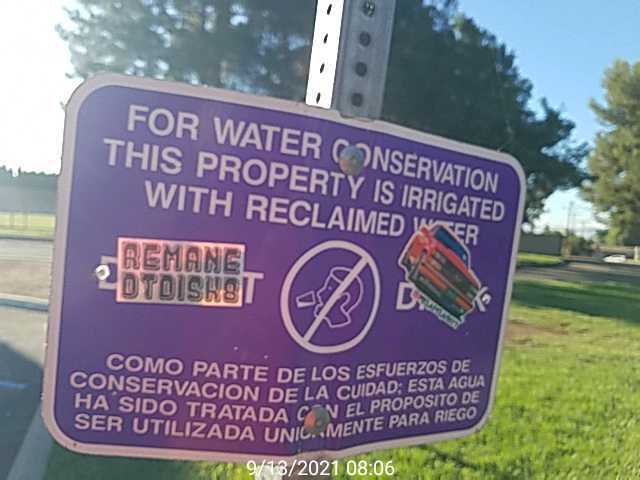 FOR WATER CONSERVATION
THIS PROPERTY IS IRRIGATED
WITH RECLAIMED WATER
COMO PARTE DE LOS ESFUERZOS DE
CONSERVACION DE LA CUIDAD; ESTA AGUA
HA SIDO TRATADA CON EL PROPOSITO DE
SER UTILIZADA UNICAMENTE PARA RIEGO
9/13/2021 08:06